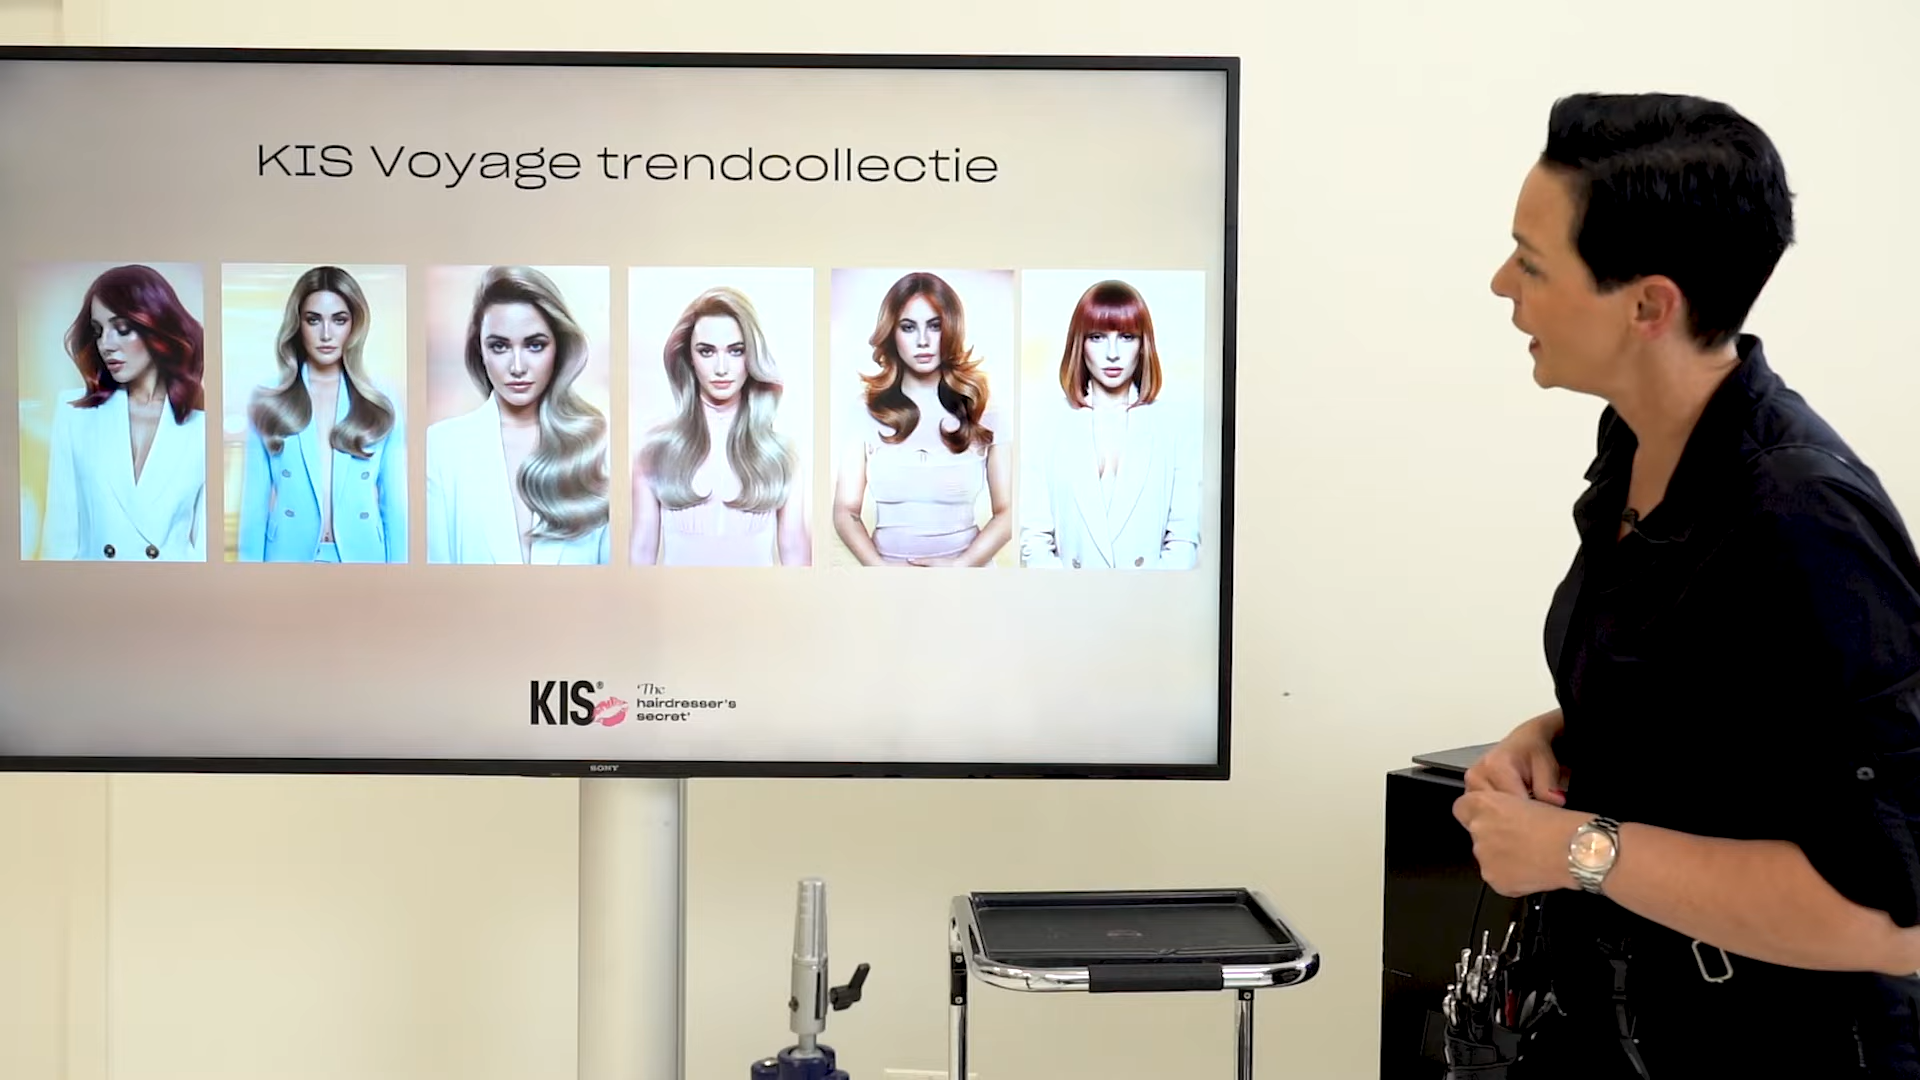 KIS Voyage trendcollectie
KIS®
'The
hairdresser's
secret'
SONY